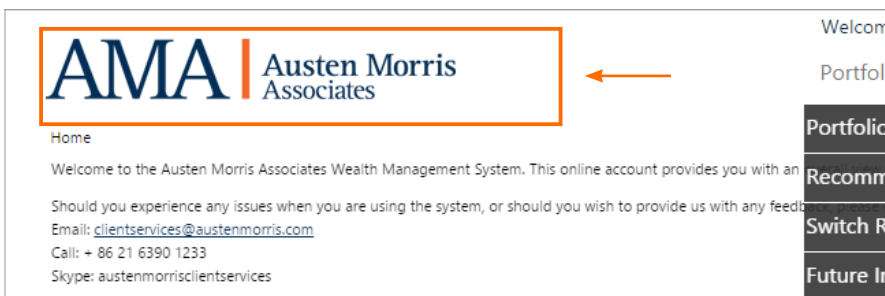 AMA | Austen Morris
Associates
Home
Welcome to the Austen Morris Associates Wealth Management System. This online account provides you with an
Should you experience any issues when you are using the system, or should you wish to provide us with any feedback, please
Email: clientservices@austenmorris.com
Call: + 86 21 6390 1233
Skype: austenmorrisclientservices
Welcom
Portfol
Portfolio
Recomm
Switch R
Future In